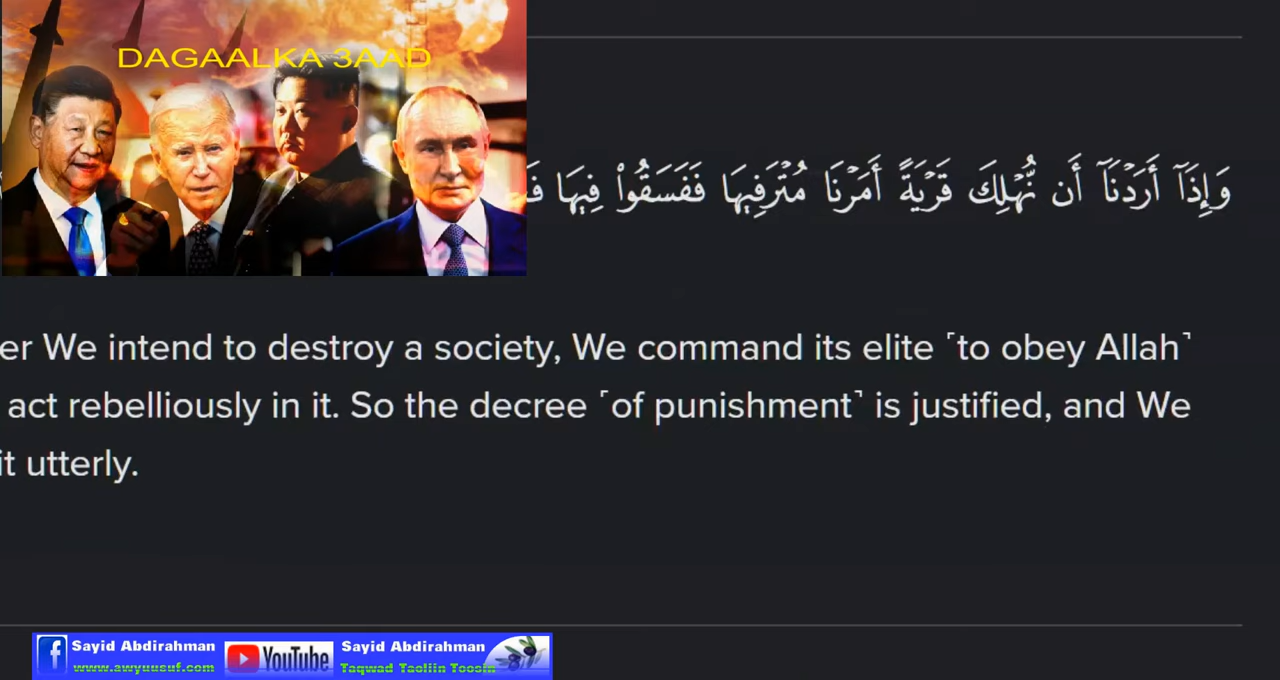 DAGAALKA 3AAD
وَإِذَآ أَرَدْنَآ أَن نُّهْلِكَ قَرْيَةً أَمَرْنَا مُتْرَفِيهَا فَفَسَقُوا۟ فِيهَا
er We intend to destroy a society, We command its elite ˹to obey Allah˺
act rebelliously in it. So the decree ˹of punishment˺ is justified, and We
it utterly.
Sayid Abdirahman
www.awyuusuf.com
YouTube
Sayid Abdirahman
Taqwad Taoliin Toosin